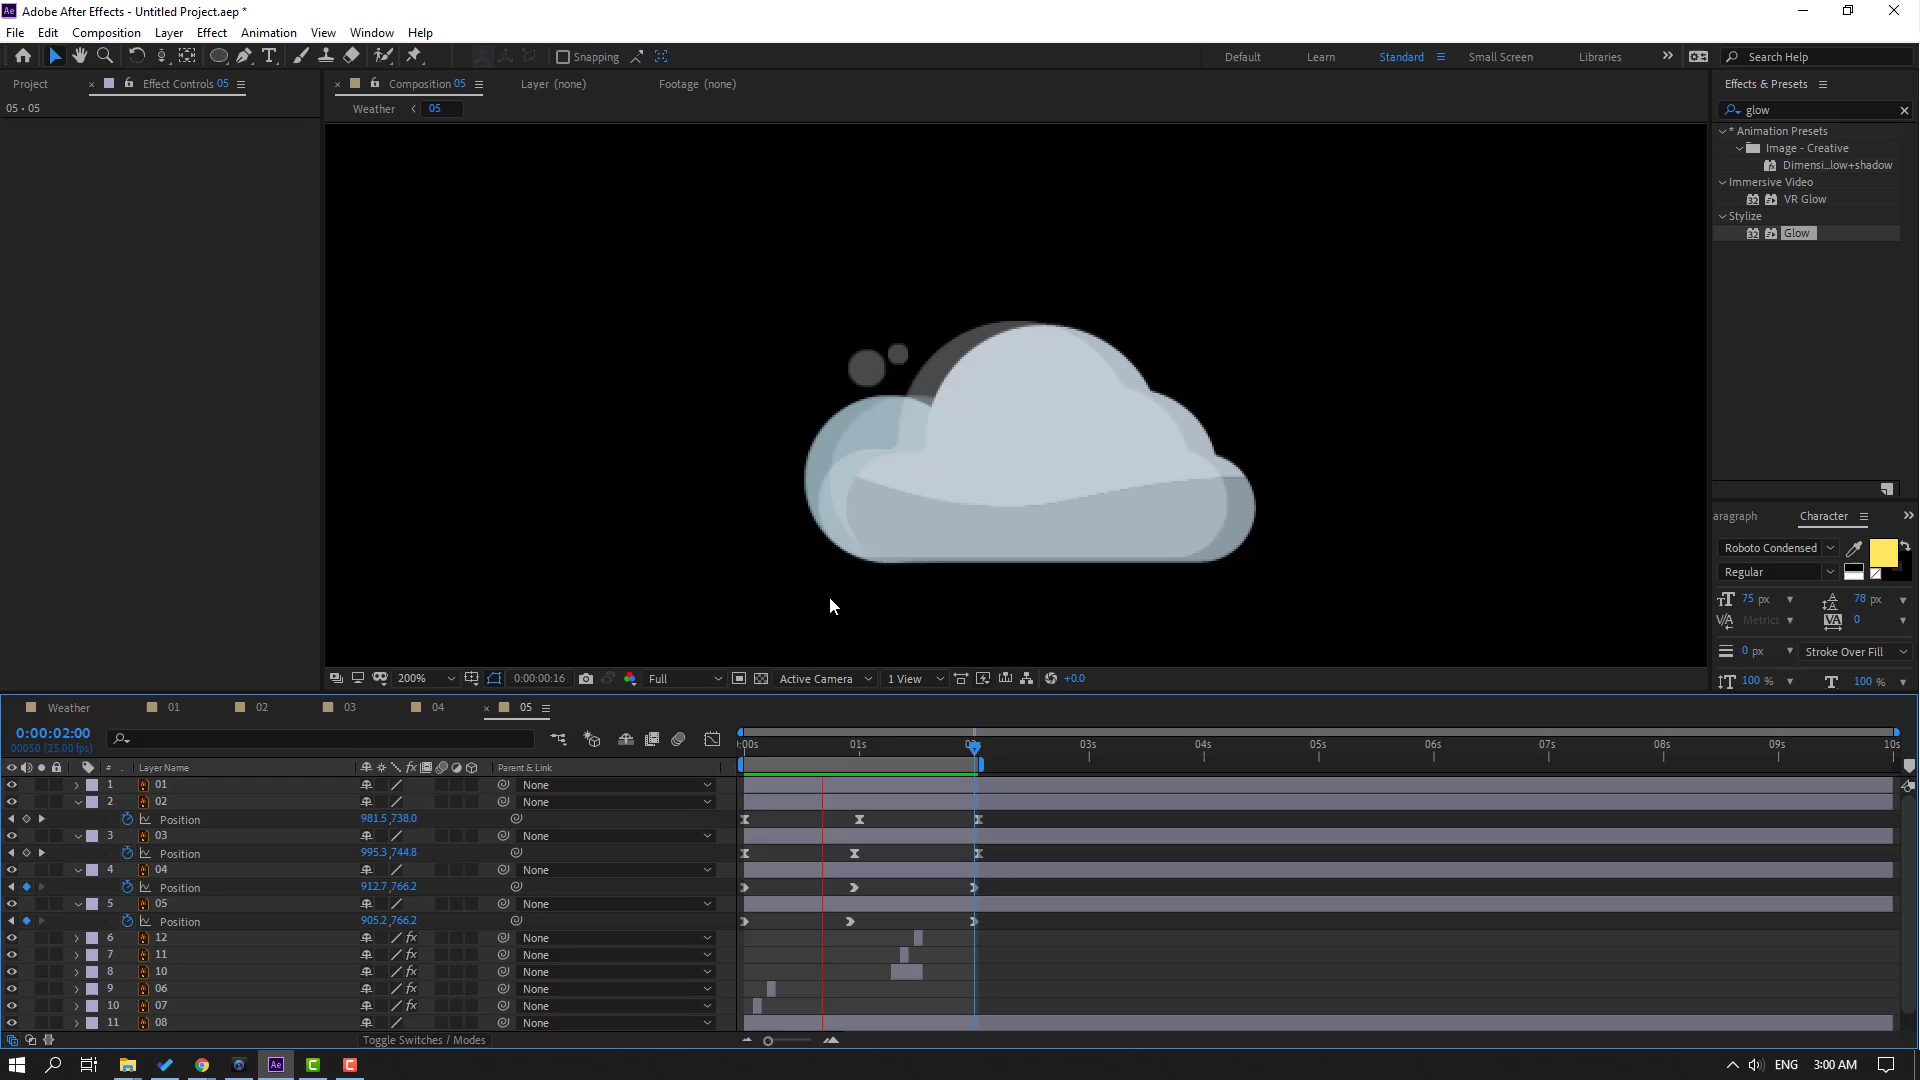 Adobe After Effects - Untitled Project.aep *
File Edit Composition Layer Effect Animation View Window Help
Snapping Default Learn Standard Small Screen Libraries Search Help
Project Effect Controls 05 Composition 05 Layer (none) Footage (none) Effects & Presets
05 • 05 Weather 05 glow
* Animation Presets
Image - Creative
Dimensi...low+shadow
Immersive Video
VR Glow
Stylize
Glow
aragraph Character
Roboto Condensed
Regular
75 px 78 px
Metrics 0
0 px Stroke Over Fill
100 % 100 %
200% 0:00:00:16 Full Active Camera 1 View +0.0
Weather 01 02 03 04 05
0:00:02:00
00050 (25.00 fps)
:00s 01s 03s 04s 05s 06s 07s 08s 09s 10s
# Layer Name Parent & Link
1 01 None
2 02 None
Position 981.5,738.0
3 03 None
Position 995.3,744.8
4 04 None
Position 912.7,766.2
5 05 None
Position 905.2,766.2
6 12 None
7 11 None
8 10 None
9 06 None
10 07 None
11 08 None
Toggle Switches / Modes
ENG 3:00 AM